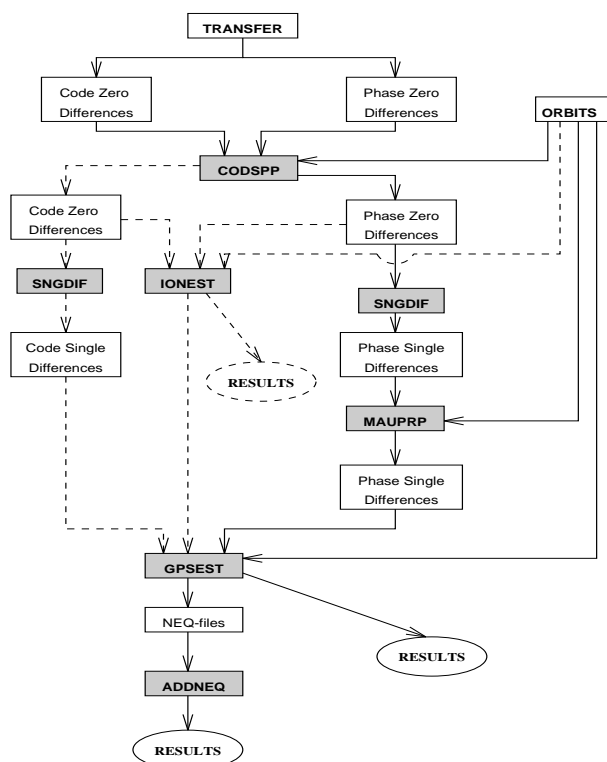 TRANSFER
Code Zero
Differences
Phase Zero
Differences
ORBITS
CODSPP
Code Zero
Differences
Phase Zero
Differences
SNGDIF
IONEST
SNGDIF
Code Single
Differences
RESULTS
Phase Single
Differences
MAUPRP
Phase Single
Differences
GPSEST
NEQ-files
RESULTS
ADDNEQ
RESULTS